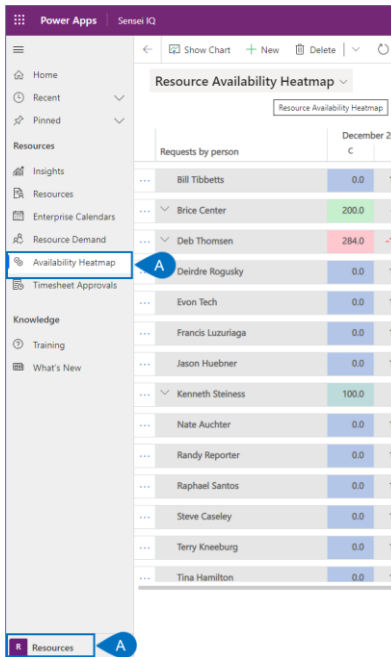 Power Apps Sensei IQ
Show Chart New Delete
Home
Recent
Pinned
Resources
Insights
Resources
Enterprise Calendars
Resource Demand
Availability Heatmap
A
Timesheet Approvals
Knowledge
Training
What's New
R Resources
A
Resource Availability Heatmap
Resource Availability Heatmap
December 2
Requests by person C
Bill Tibbetts 0.0
Brice Center 200.0
Deb Thomsen 284.0
Deirdre Rogusky 0.0
Evon Tech 0.0
Francis Luzuriaga 0.0
Jason Huebner 0.0
Kenneth Steiness 100.0
Nate Auchter 0.0
Randy Reporter 0.0
Raphael Santos 0.0
Steve Caseley 0.0
Terry Kneeburg 0.0
Tina Hamilton 0.0